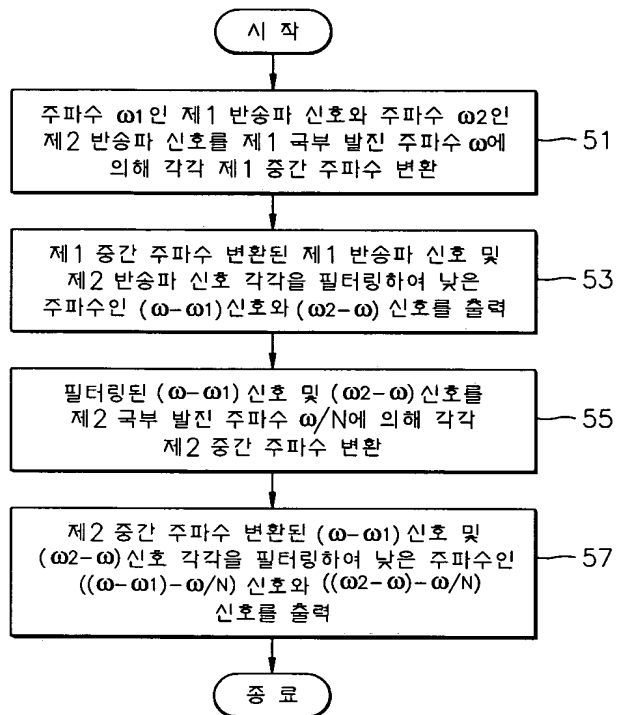 시 작
주파수 ω1인 제1 반송파 신호와 주파수 ω2인
제2 반송파 신호를 제1 국부 발진 주파수 ω에
의해 각각 제1 중간 주파수 변환
51
제1 중간 주파수 변환된 제1 반송파 신호 및
제2 반송파 신호 각각을 필터링하여 낮은
주파수인 (ω-ω1)신호와 (ω2-ω) 신호를 출력
53
필터링된 (ω-ω1) 신호 및 (ω2-ω)신호를
제2 국부 발진 주파수 ω/N에 의해 각각
제2 중간 주파수 변환
55
제2 중간 주파수 변환된 (ω-ω1)신호 및
(ω2-ω)신호 각각을 필터링하여 낮은 주파수인
((ω-ω1)-ω/N) 신호와 ((ω2-ω)-ω/N)
신호를 출력
57
종 료